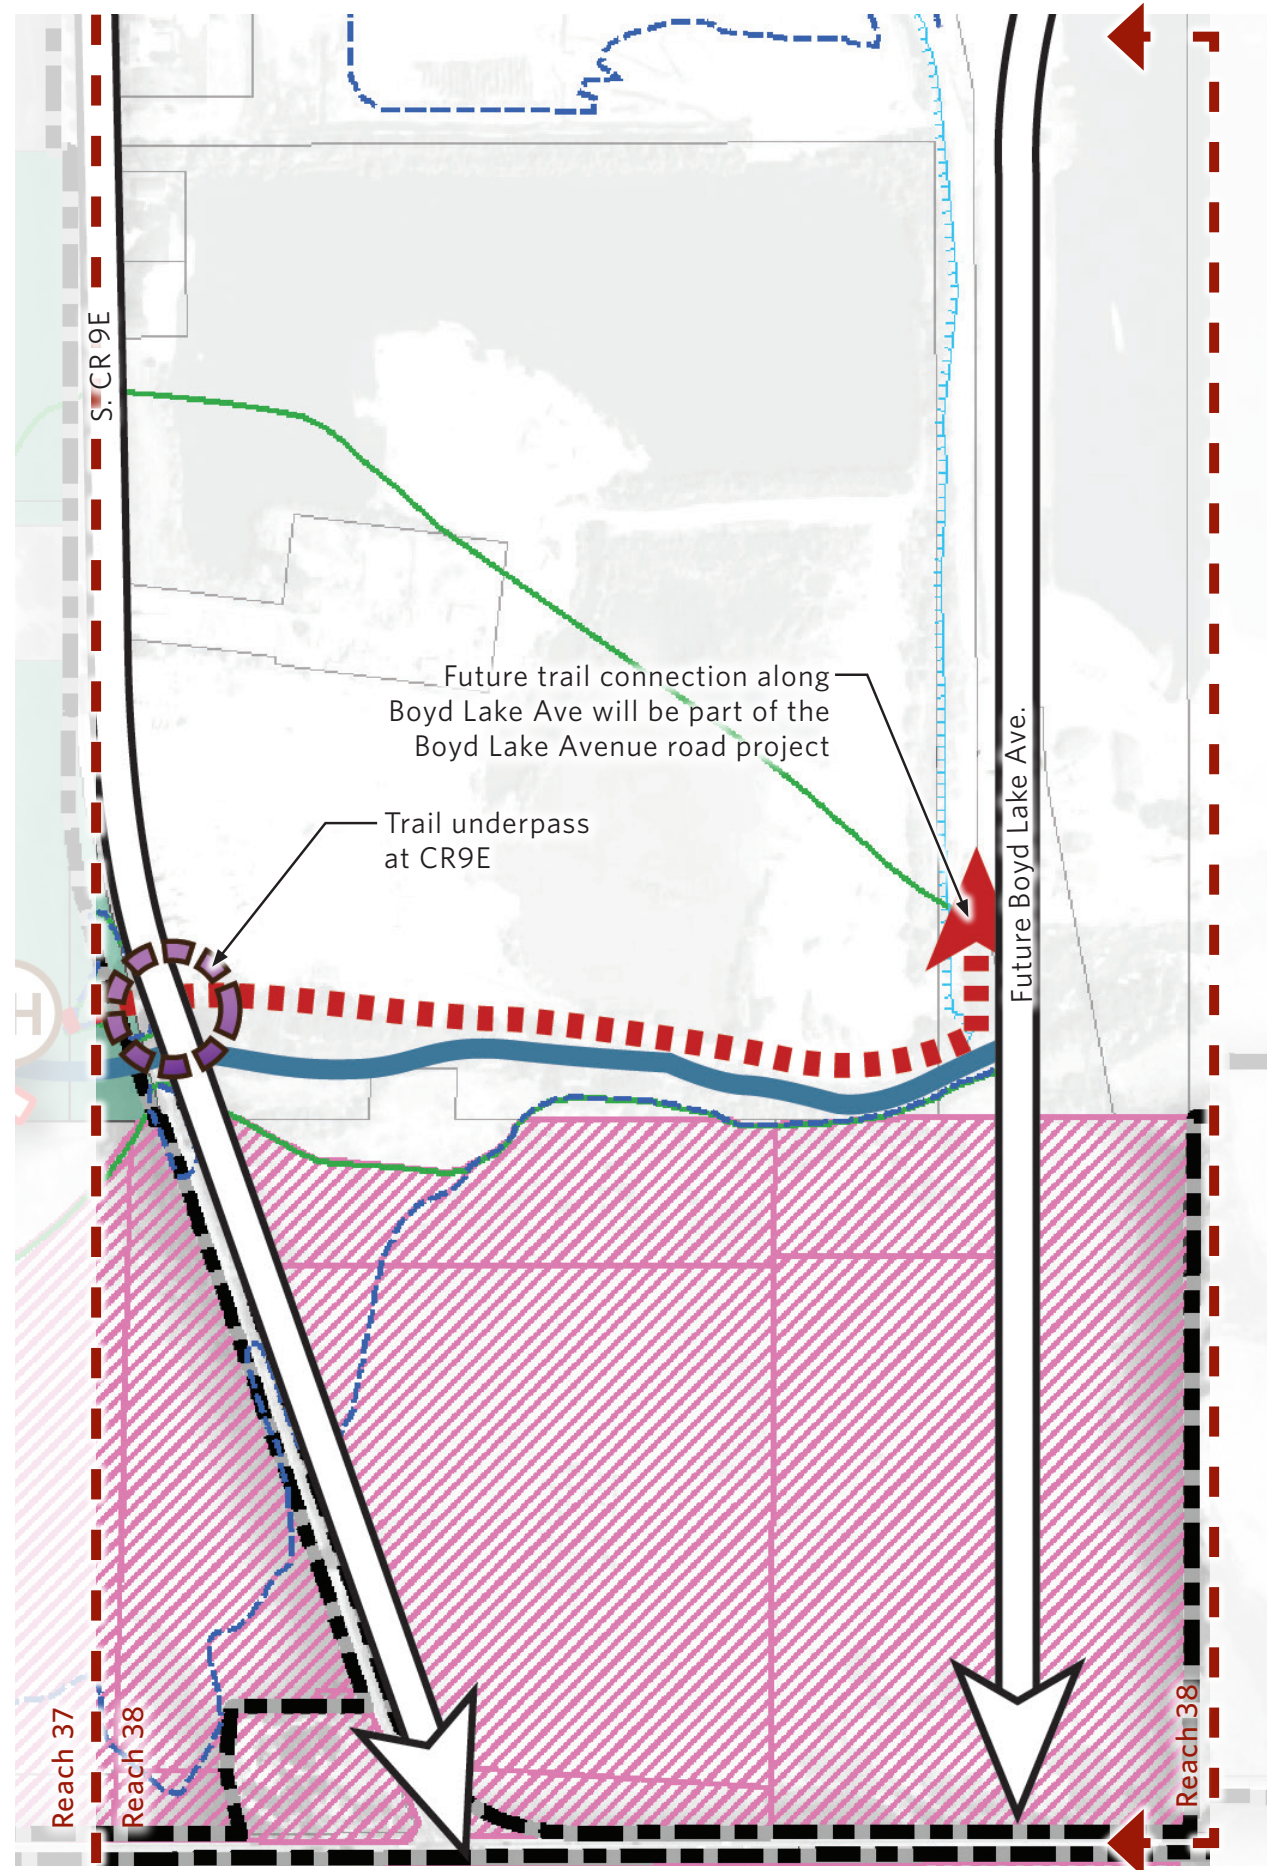 S. CR 9E
Future trail connection along
Boyd Lake Ave will be part of the
Boyd Lake Avenue road project
Future Boyd Lake Ave.
Trail underpass
at CR9E
H
Reach 37
Reach 38
Reach 38